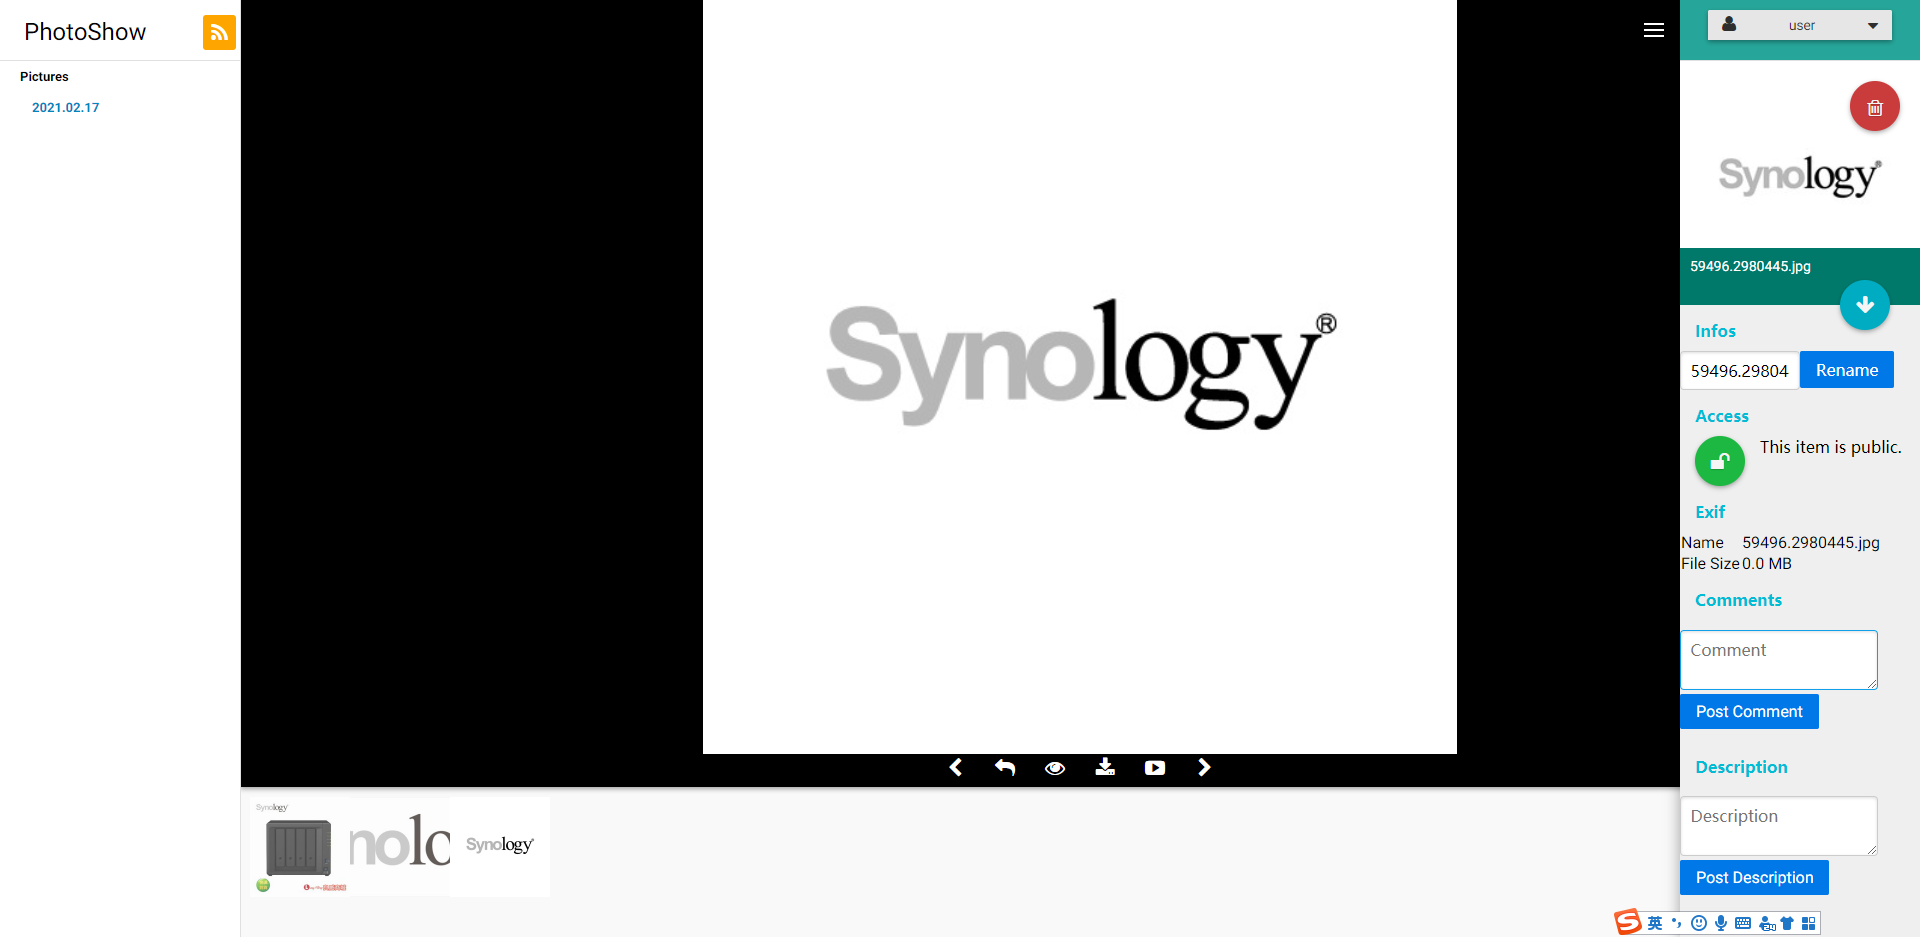 PhotoShow
Pictures
2021.02.17
Synology®
Synology
nolo
Synology
user
Synology®
59496.2980445.jpg
Infos
59496.29804
Rename
Access
This item is public.
Exif
Name 59496.2980445.jpg
File Size 0.0 MB
Comments
Comment
Post Comment
Description
Description
Post Description
英